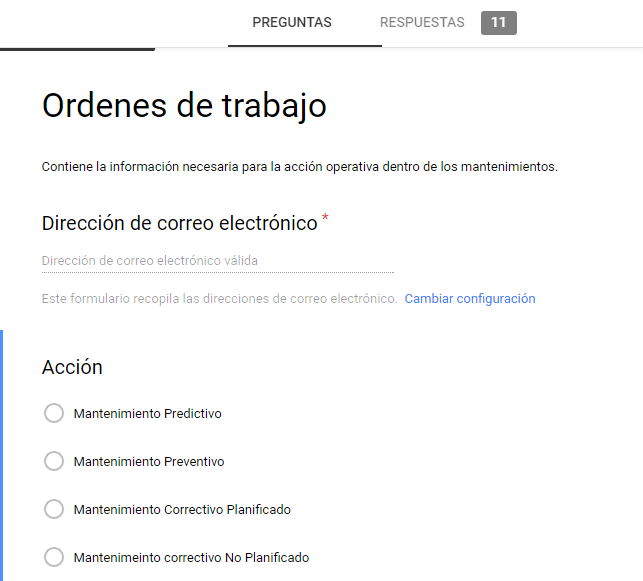 PREGUNTAS RESPUESTAS 11
Ordenes de trabajo
Contiene la información necesaria para la acción operativa dentro de los mantenimientos.
Dirección de correo electrónico *
Dirección de correo electrónico válida
Este formulario recopila las direcciones de correo electrónico. Cambiar configuración
Acción
Mantenimiento Predictivo
Mantenimiento Preventivo
Mantenimiento Correctivo Planificado
Mantenimeinto correctivo No Planificado